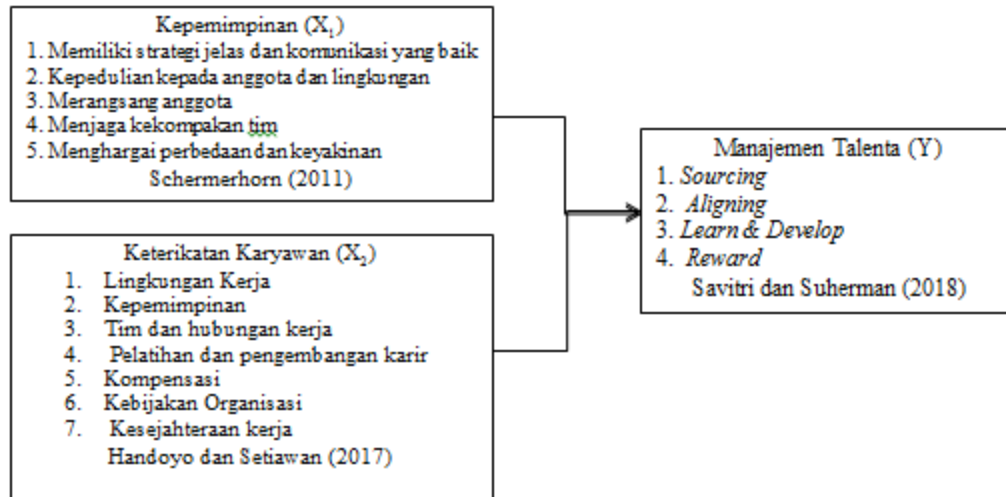 Kepemimpinan (X₁)
1. Memiliki strategi jelas dan komunikasi yang baik
2. Kepedulian kepada anggota dan lingkungan
3. Merangsang anggota
4. Menjaga kekompakan tim
5. Menghargai perbedaan dan keyakinan
Schermerhorn (2011)
Keterikatan Karyawan (X₂)
1. Lingkungan Kerja
2. Kepemimpinan
3. Tim dan hubungan kerja
4. Pelatihan dan pengembangan karir
5. Kompensasi
6. Kebijakan Organisasi
7. Kesejahteraan kerja
Handoyo dan Setiawan (2017)
Manajemen Talenta (Y)
1. Sourcing
2. Aligning
3. Learn & Develop
4. Reward
Savitri dan Suherman (2018)